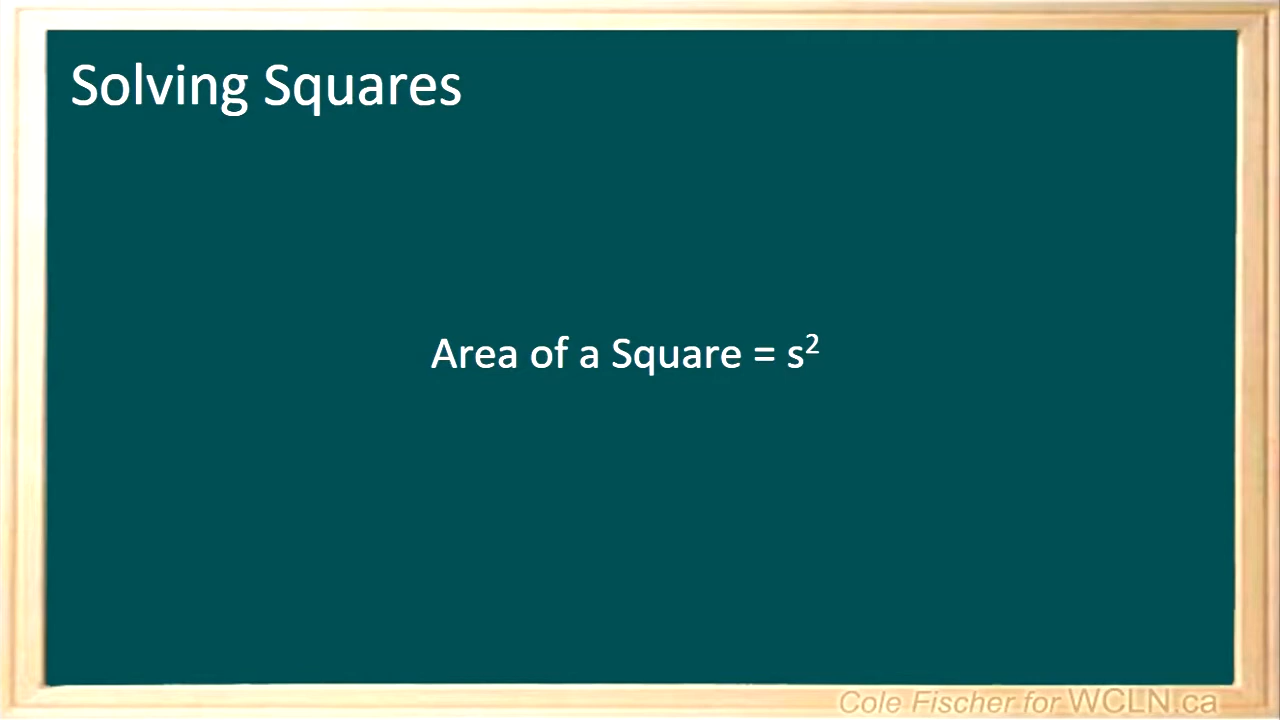 Solving Squares
Area of a Square = s²
Cole Fischer for WCLN.ca